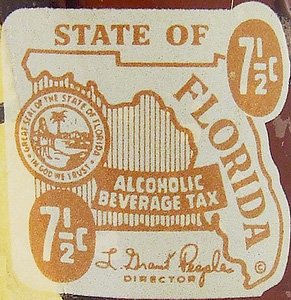 STATE OF
7½¢
FLORIDA
GREAT SEAL OF THE STATE OF FLORIDA
IN GOD WE TRUST
ALCOHOLIC
BEVERAGE TAX
7½¢
L. Grant Peeples
DIRECTOR
©